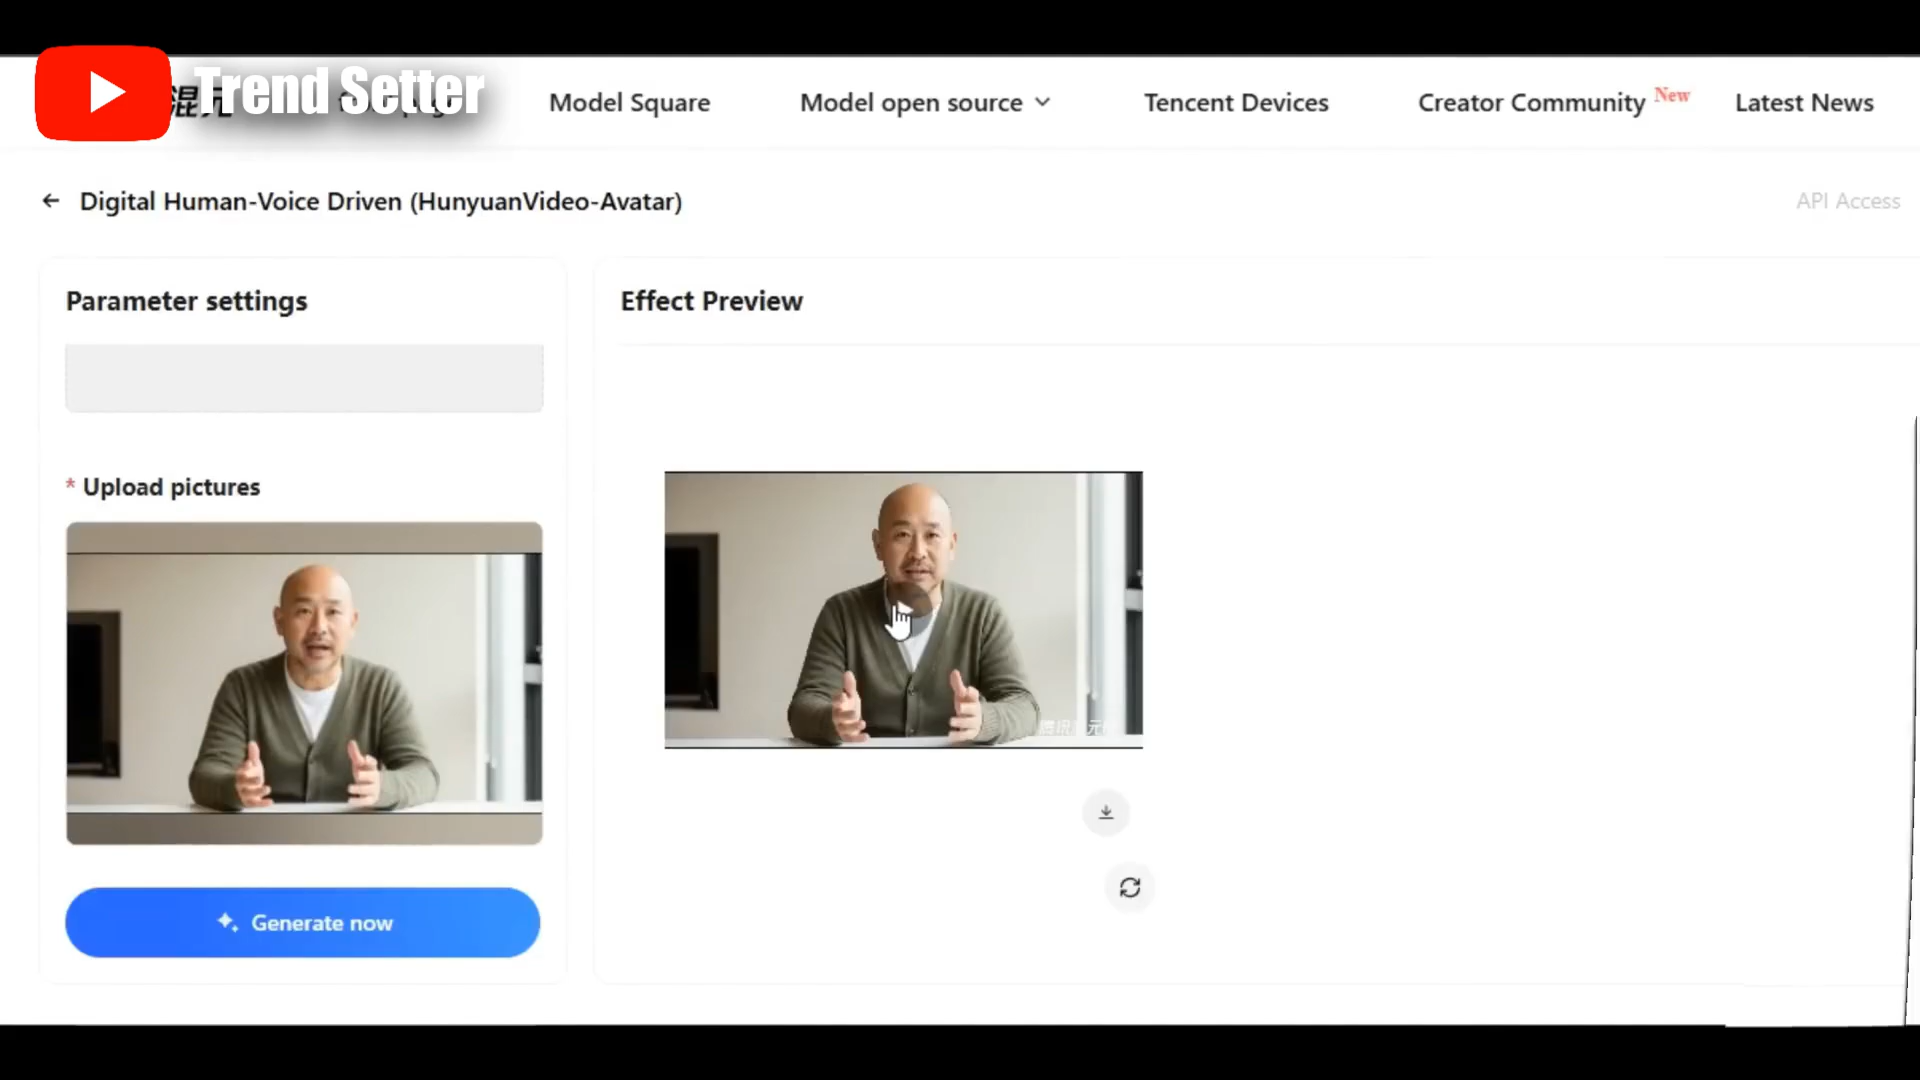 Trend Setter
Model Square
Model open source
Tencent Devices
Creator Community New
Latest News
Digital Human-Voice Driven (HunyuanVideo-Avatar)
API Access
Parameter settings
Effect Preview
* Upload pictures
Generate now